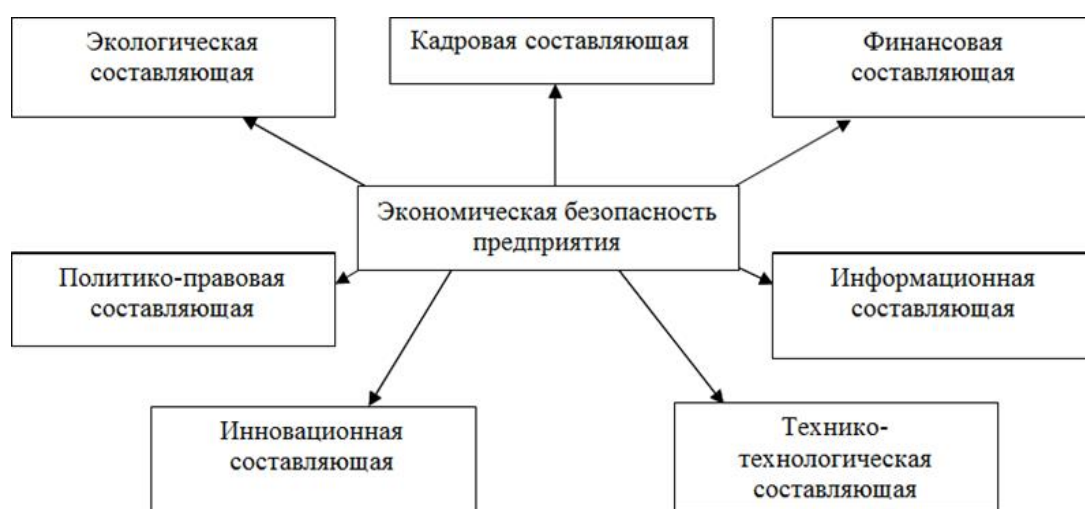 Экологическая
составляющая
Кадровая составляющая
Финансовая
составляющая
Экономическая безопасность
предприятия
Политико-правовая
составляющая
Информационная
составляющая
Инновационная
составляющая
Технико-
технологическая
составляющая